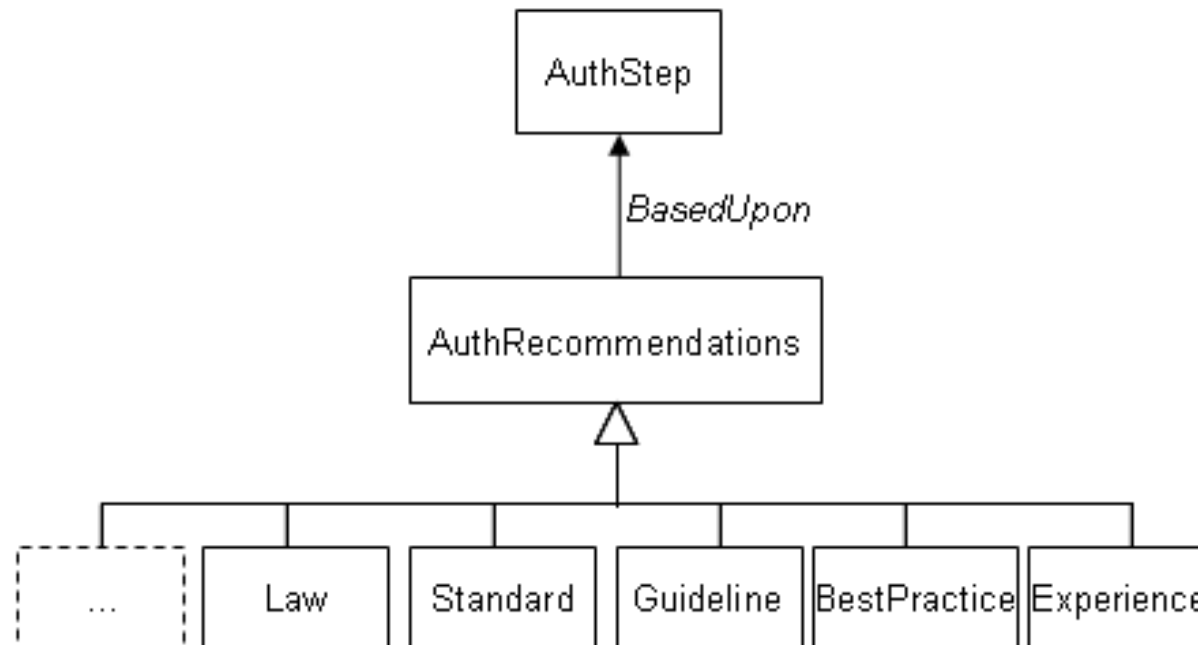 AuthStep
BasedUpon
AuthRecommendations
... Law Standard Guideline BestPractice Experience